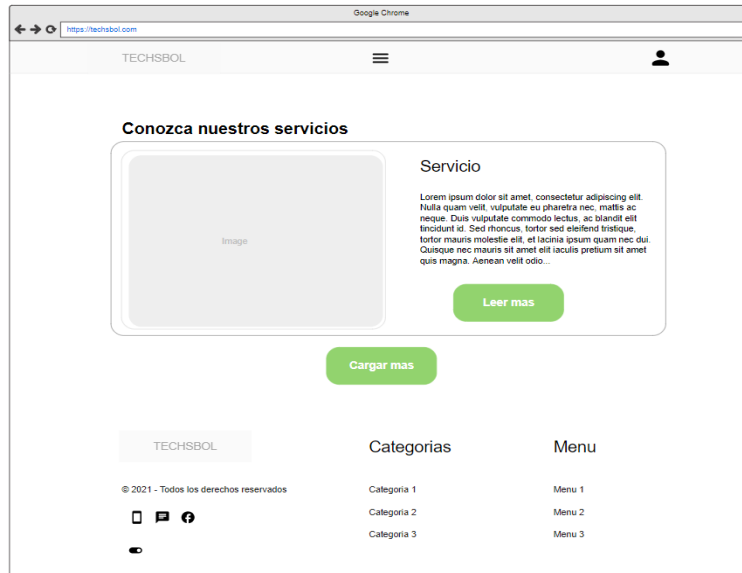 Google Chrome
https://techsbol.com
TECHSBOL
Conozca nuestros servicios
Image
Servicio
Lorem ipsum dolor sit amet, consectetur adipiscing elit.
Nulla quam velit, vulputate eu pharetra nec, mattis ac
neque. Duis vulputate commodo lectus, ac blandit elit
tincidunt id. Sed rhoncus, tortor sed eleifend tristique,
tortor mauris molestie elit, et lacinia ipsum quam nec dui.
Quisque nec mauris sit amet elit iaculis pretium sit amet
quis magna. Aenean velit odio...
Leer mas
Cargar mas
TECHSBOL
© 2021 - Todos los derechos reservados
Categorias
Categoria 1
Categoria 2
Categoria 3
Menu
Menu 1
Menu 2
Menu 3